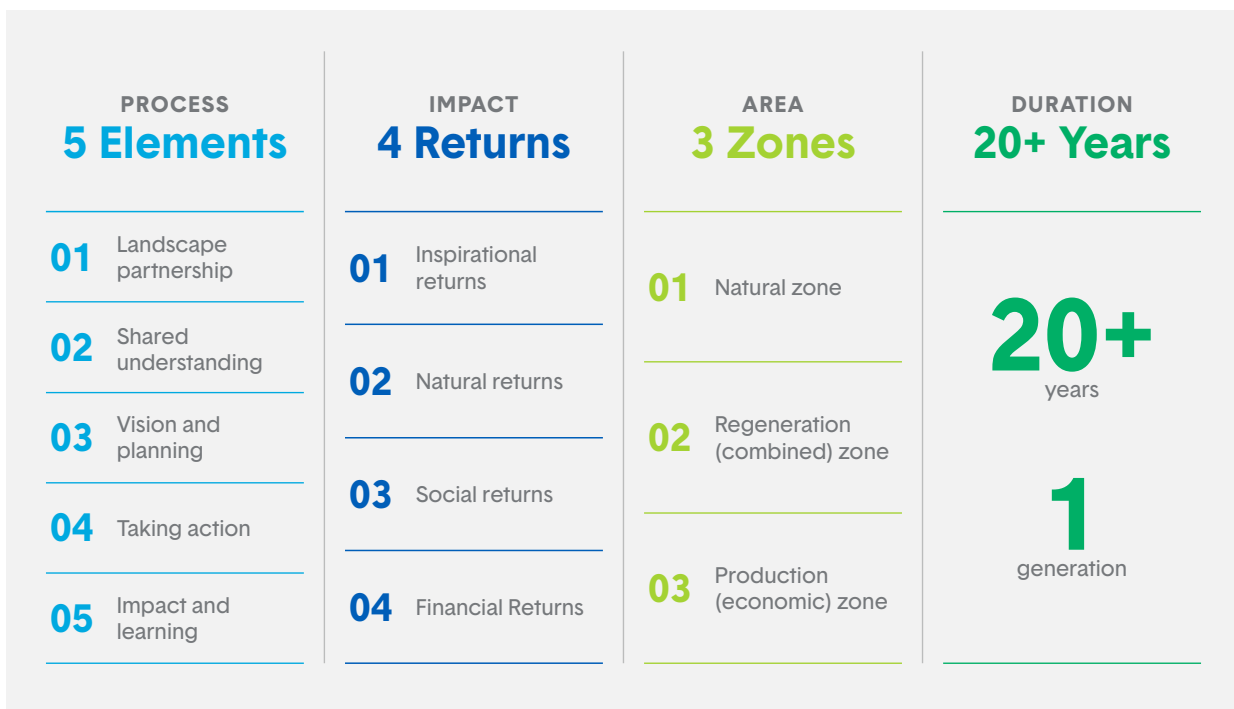 PROCESS
5 Elements
01
Landscape
partnership
02
Shared
understanding
03
Vision and
planning
04
Taking action
05
Impact and
learning
IMPACT
4 Returns
01
Inspirational
returns
02
Natural returns
03
Social returns
04
Financial Returns
AREA
3 Zones
01
Natural zone
02
Regeneration
(combined) zone
03
Production
(economic) zone
DURATION
20+ Years
20+
years
1
generation